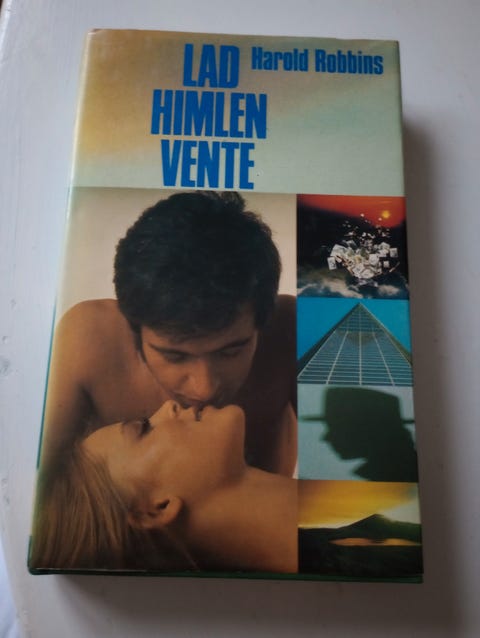 LAD
HIMLEN
VENTE
Harold Robbins